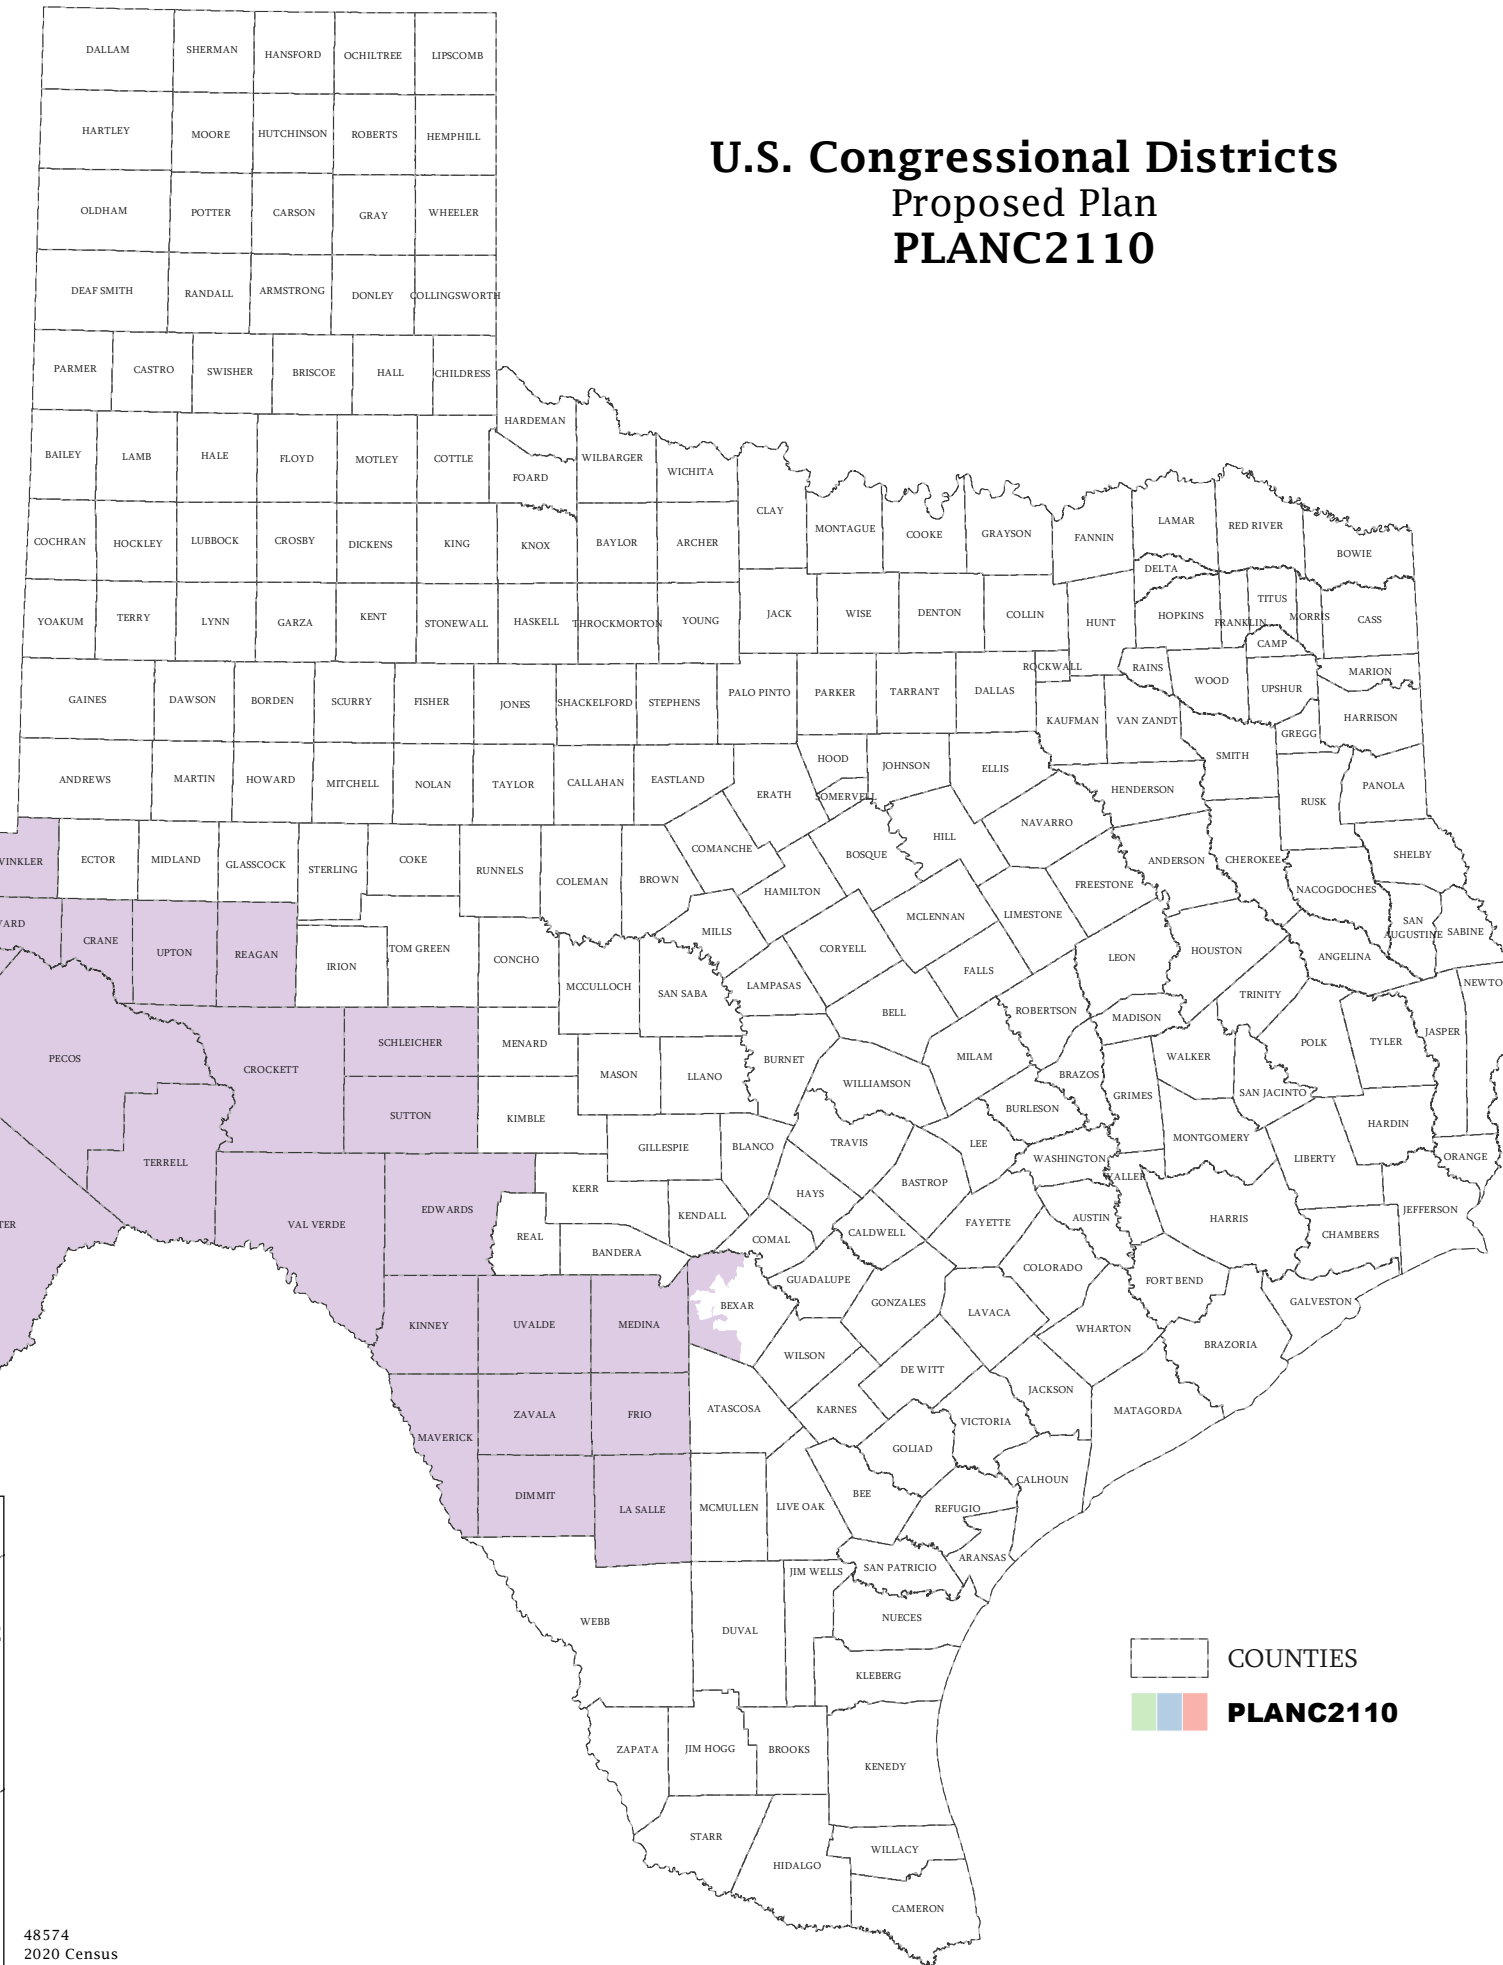 U.S. Congressional Districts
Proposed Plan
PLANC2110
DALLAM
SHERMAN
HANSFORD
OCHILTREE
LIPSCOMB
HARTLEY
MOORE
HUTCHINSON
ROBERTS
HEMPHILL
OLDHAM
POTTER
CARSON
GRAY
WHEELER
DEAF SMITH
RANDALL
ARMSTRONG
DONLEY
COLLINGSWORTH
PARMER
CASTRO
SWISHER
BRISCOE
HALL
CHILDRESS
HARDEMAN
BAILEY
LAMB
HALE
FLOYD
MOTLEY
COTTLE
FOARD
WILBARGER
WICHITA
CLAY
MONTAGUE
COOKE
GRAYSON
FANNIN
LAMAR
RED RIVER
BOWIE
COCHRAN
HOCKLEY
LUBBOCK
CROSBY
DICKENS
KING
KNOX
BAYLOR
ARCHER
DELTA
YOAKUM
TERRY
LYNN
GARZA
KENT
STONEWALL
HASKELL
THROCKMORTON
YOUNG
JACK
WISE
DENTON
COLLIN
HUNT
HOPKINS
FRANKLIN
TITUS
MORRIS
CASS
CAMP
ROCKWALL
RAINS
WOOD
UPSHUR
MARION
GAINES
DAWSON
BORDEN
SCURRY
FISHER
JONES
SHACKELFORD
STEPHENS
PALO PINTO
PARKER
TARRANT
DALLAS
KAUFMAN
VAN ZANDT
HARRISON
GREGG
SMITH
ANDREWS
MARTIN
HOWARD
MITCHELL
NOLAN
TAYLOR
CALLAHAN
EASTLAND
ERATH
HOOD
SOMERVELL
JOHNSON
ELLIS
HENDERSON
RUSK
PANOLA
HILL
NAVARRO
WINKLER
ECTOR
MIDLAND
GLASSCOCK
STERLING
COKE
RUNNELS
COLEMAN
BROWN
COMANCHE
HAMILTON
BOSQUE
FREESTONE
ANDERSON
CHEROKEE
NACOGDOCHES
SHELBY
VARD
CRANE
UPTON
REAGAN
IRION
TOM GREEN
CONCHO
MCCULLOCH
SAN SABA
MILLS
LAMPASAS
CORYELL
MCLENNAN
LIMESTONE
FALLS
LEON
HOUSTON
ANGELINA
SAN
AUGUSTINE
SABINE
NEWTO
TRINITY
BELL
ROBERTSON
MADISON
PECOS
CROCKETT
SCHLEICHER
MENARD
MASON
LLANO
BURNET
WILLIAMSON
MILAM
BRAZOS
GRIMES
WALKER
SAN JACINTO
POLK
TYLER
JASPER
SUTTON
KIMBLE
GILLESPIE
BLANCO
TRAVIS
LEE
BURLESON
WASHINGTON
MONTGOMERY
LIBERTY
HARDIN
ORANGE
TERRELL
TER
VAL VERDE
EDWARDS
REAL
KERR
BANDERA
KENDALL
COMAL
HAYS
CALDWELL
BASTROP
FAYETTE
AUSTIN
WALLER
HARRIS
CHAMBERS
JEFFERSON
KINNEY
UVALDE
MEDINA
BEXAR
GUADALUPE
GONZALES
LAVACA
COLORADO
FORT BEND
GALVESTON
WHARTON
BRAZORIA
WILSON
DE WITT
JACKSON
MATAGORDA
MAVERICK
ZAVALA
FRIO
ATASCOSA
KARNES
GOLIAD
VICTORIA
CALHOUN
DIMMIT
LA SALLE
MCMULLEN
LIVE OAK
BEE
REFUGIO
ARANSAS
SAN PATRICIO
JIM WELLS
WEBB
DUVAL
NUECES
KLEBERG
ZAPATA
JIM HOGG
BROOKS
KENEDY
STARR
HIDALGO
WILLACY
CAMERON
COUNTIES
PLANC2110
48574
2020 Census